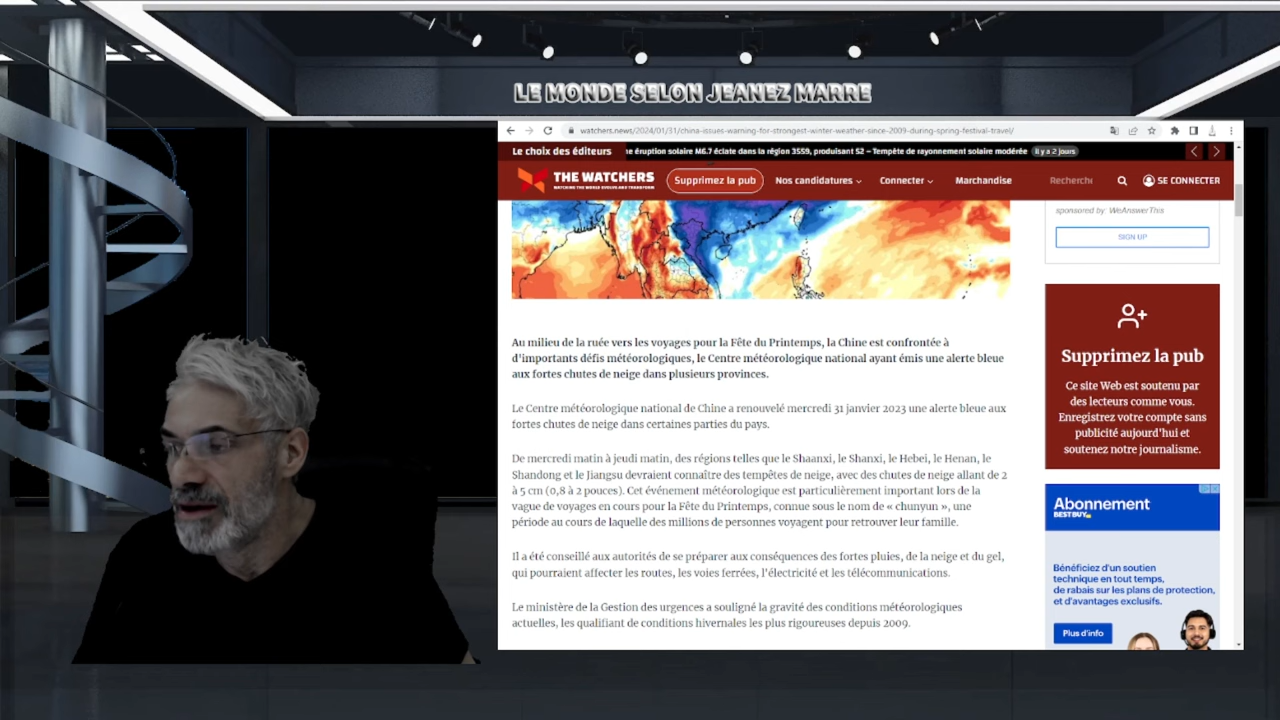 LE MONDE SELON JEANEZ MARRE
watchers.news/2024/01/31/china-issues-warning-for-strongest-winter-weather-since-2009-during-spring-festival-travel/
Le choix des éditeurs
e éruption solaire M6.7 éclate dans la région 3559, produisant S2 – Tempête de rayonnement solaire modérée il y a 2 jours
THE WATCHERS
WATCHING THE WORLD EVOLVE AND TRANSFORM
Supprimez la pub
Nos candidatures
Connecter
Marchandise
Recherch
SE CONNECTER
sponsored by: WeAnswerThis
SIGN UP
Au milieu de la ruée vers les voyages pour la Fête du Printemps, la Chine est confrontée à
d'importants défis météorologiques, le Centre météorologique national ayant émis une alerte bleue
aux fortes chutes de neige dans plusieurs provinces.
Le Centre météorologique national de Chine a renouvelé mercredi 31 janvier 2023 une alerte bleue aux
fortes chutes de neige dans certaines parties du pays.
De mercredi matin à jeudi matin, des régions telles que le Shaanxi, le Shanxi, le Hebei, le Henan, le
Shandong et le Jiangsu devraient connaître des tempêtes de neige, avec des chutes de neige allant de 2
à 5 cm (0,8 à 2 pouces). Cet événement météorologique est particulièrement important lors de la
vague de voyages en cours pour la Fête du Printemps, connue sous le nom de « chunyun », une
période au cours de laquelle des millions de personnes voyagent pour retrouver leur famille.
Il a été conseillé aux autorités de se préparer aux conséquences des fortes pluies, de la neige et du gel,
qui pourraient affecter les routes, les voies ferrées, l'électricité et les télécommunications.
Le ministère de la Gestion des urgences a souligné la gravité des conditions météorologiques
actuelles, les qualifiant de conditions hivernales les plus rigoureuses depuis 2009.
Supprimez la pub
Ce site Web est soutenu par
des lecteurs comme vous.
Enregistrez votre compte sans
publicité aujourd'hui et
soutenez notre journalisme.
Abonnement
BEST BUY
Bénéficiez d'un soutien
technique en tout temps,
de rabais sur les plans de protection,
et d'avantages exclusifs.
Plus d'info